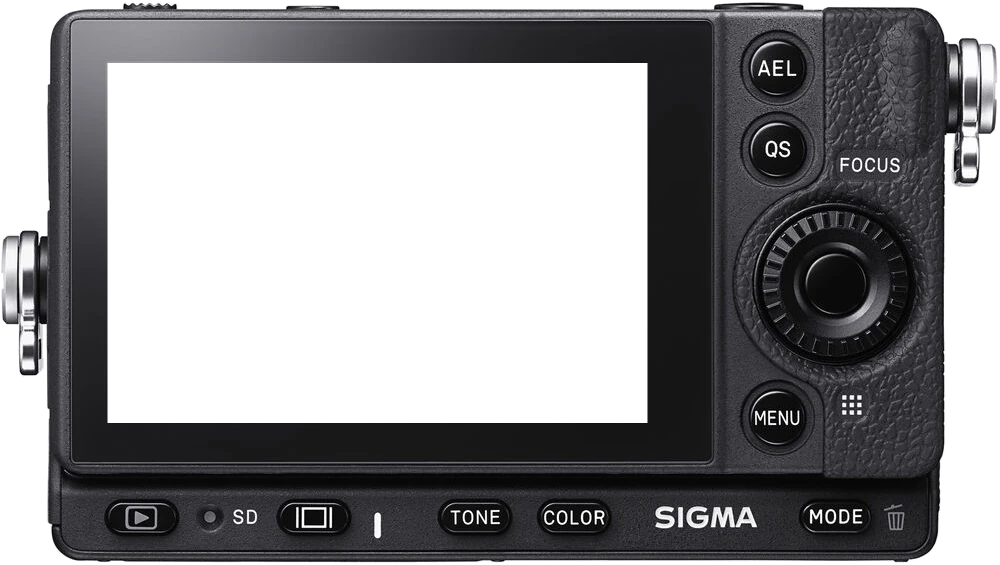 AEL
QS
FOCUS
MENU
SD
TONE
COLOR
SIGMA
MODE